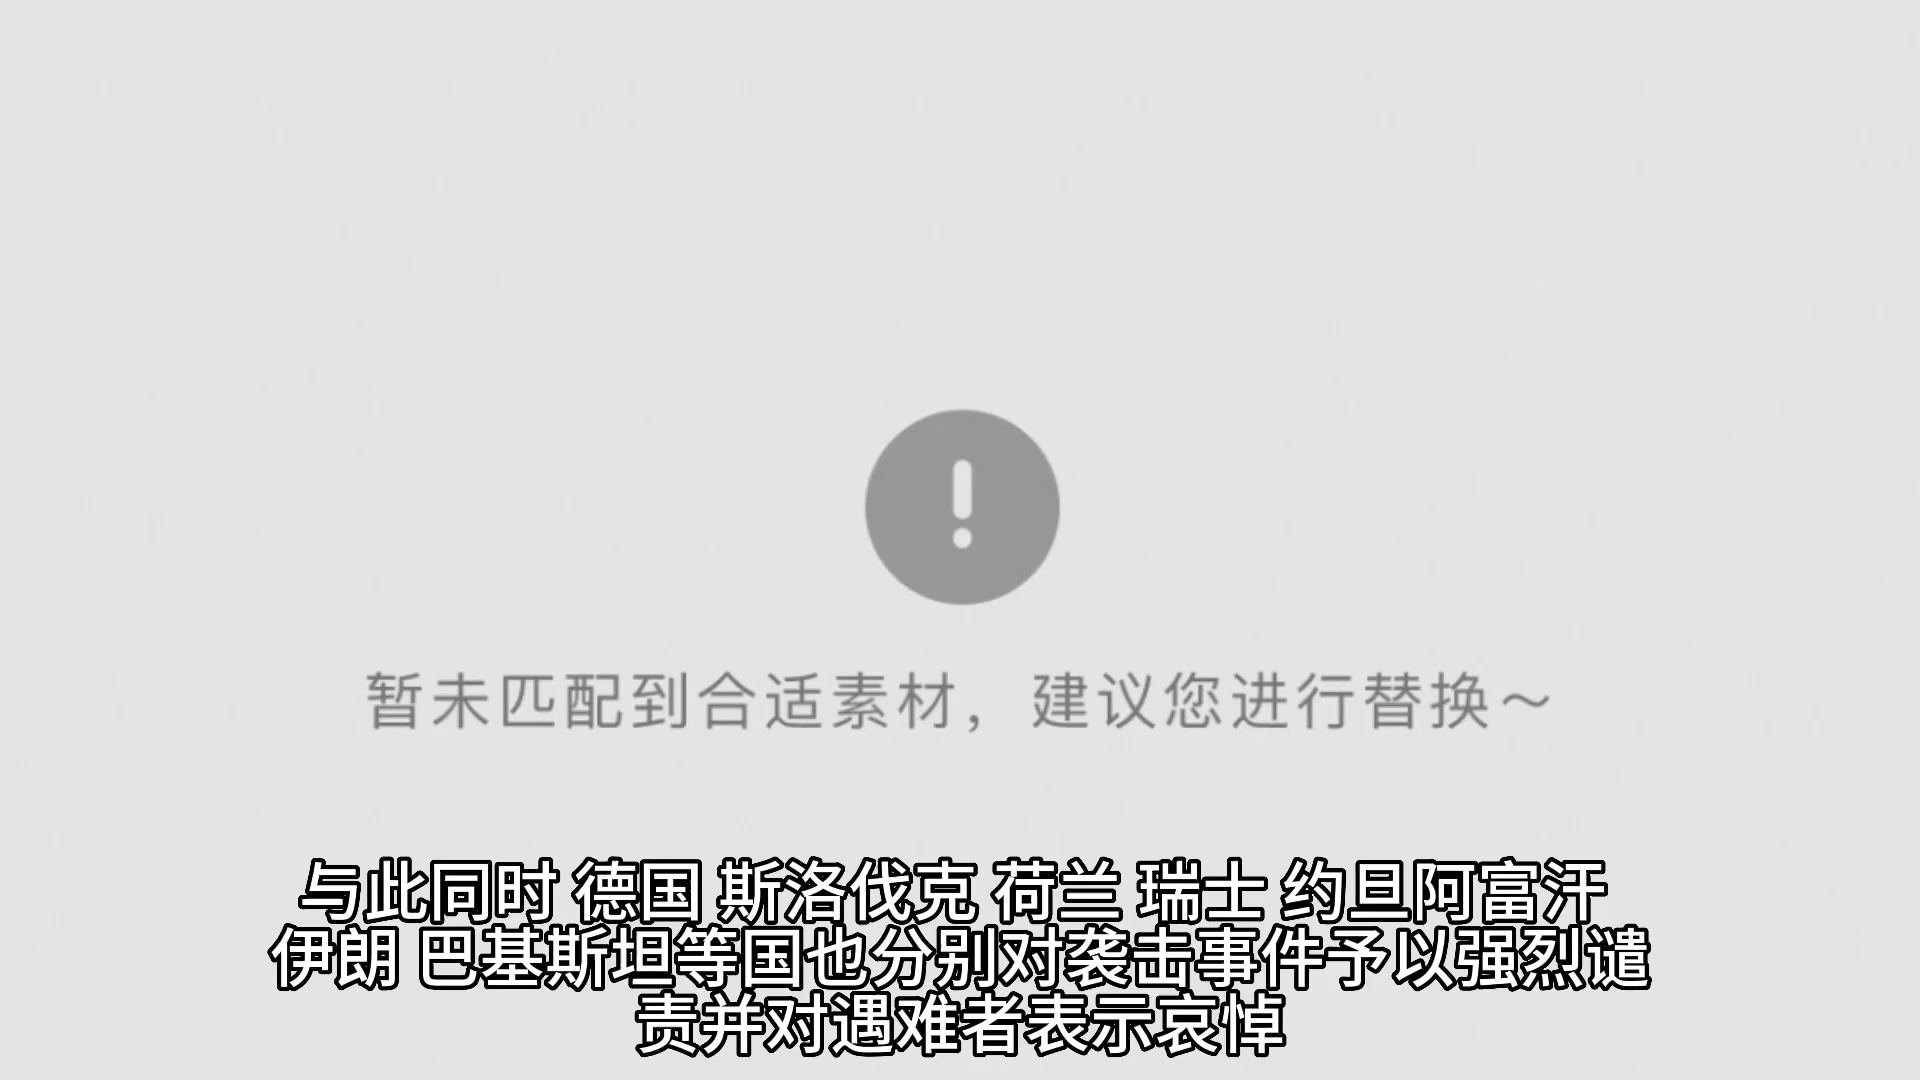 暂未匹配到合适素材，建议您进行替换～
与此同时 德国 斯洛伐克 荷兰 瑞士 约旦阿富汗
伊朗 巴基斯坦等国也分别对袭击事件予以强烈谴
责并对遇难者表示哀悼